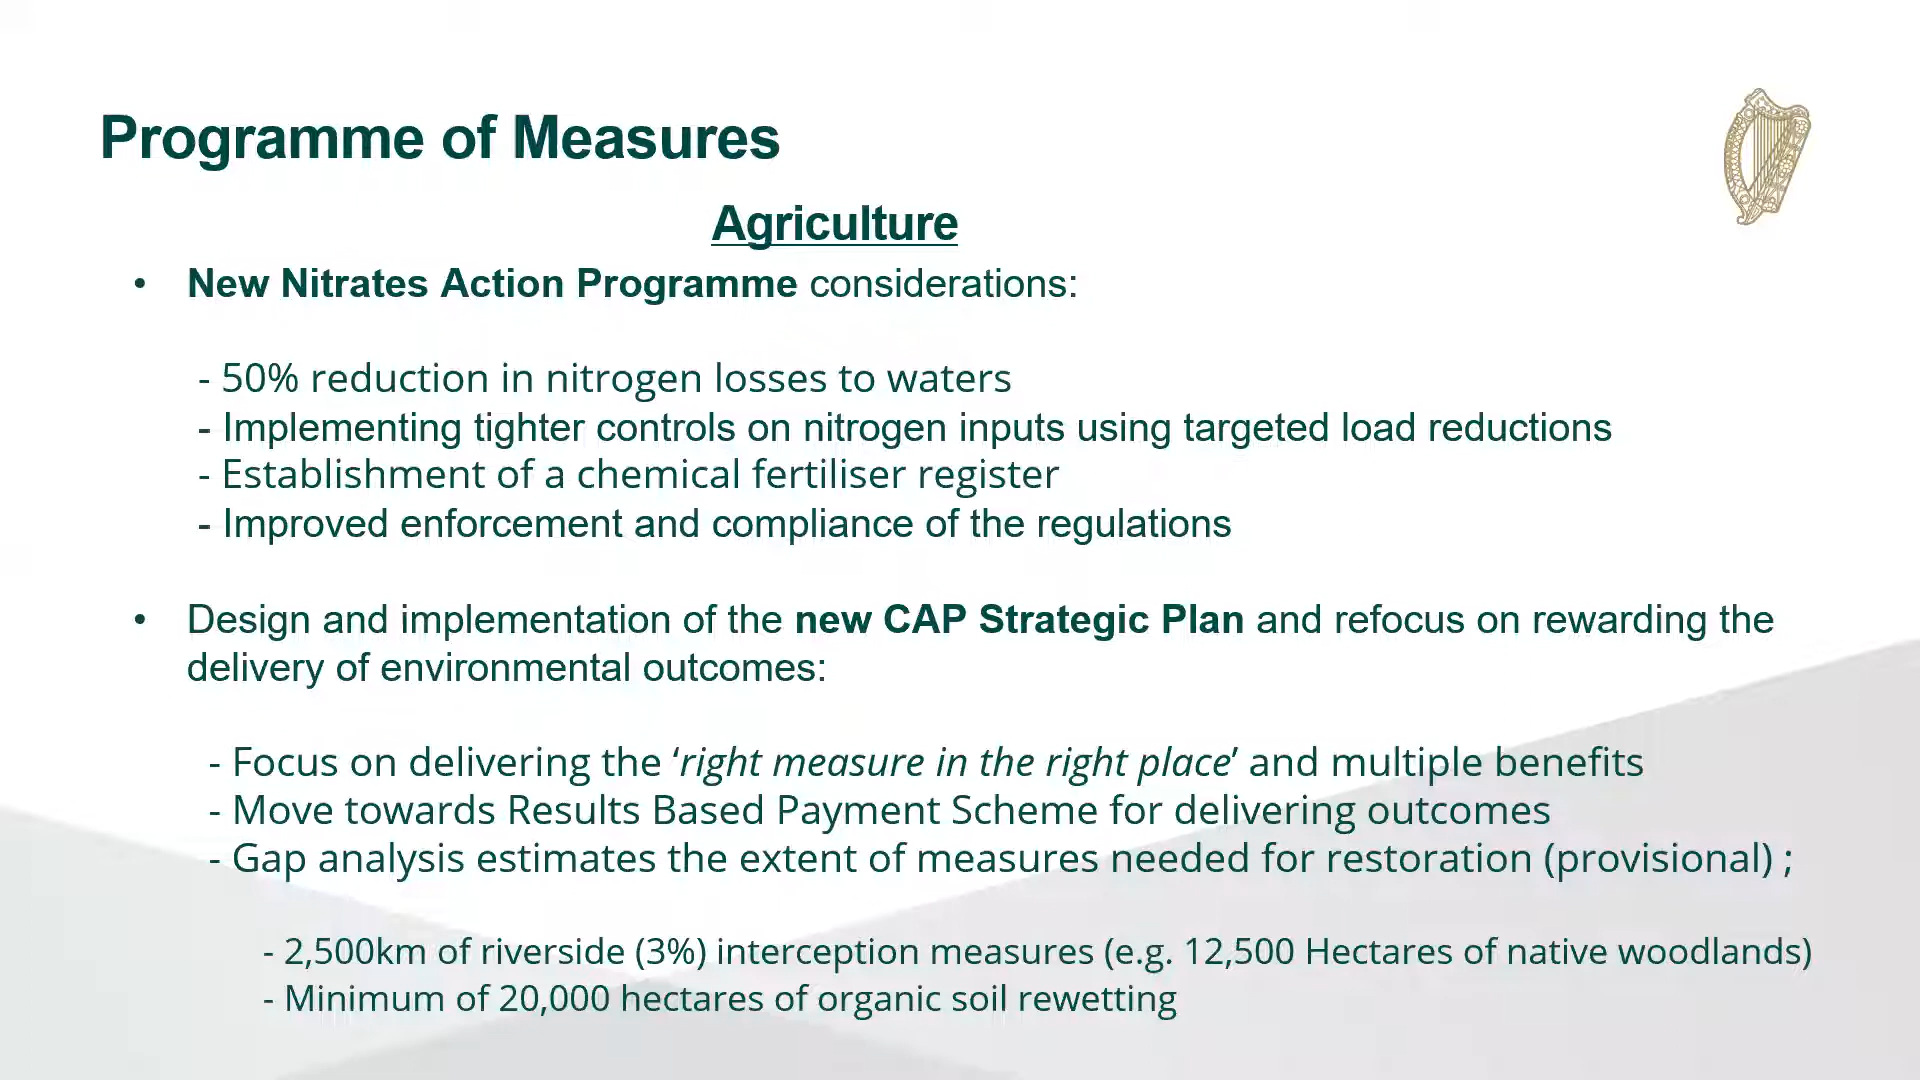 Programme of Measures
Agriculture
• New Nitrates Action Programme considerations:
- 50% reduction in nitrogen losses to waters
- Implementing tighter controls on nitrogen inputs using targeted load reductions
- Establishment of a chemical fertiliser register
- Improved enforcement and compliance of the regulations
• Design and implementation of the new CAP Strategic Plan and refocus on rewarding the
delivery of environmental outcomes:
- Focus on delivering the ‘right measure in the right place’ and multiple benefits
- Move towards Results Based Payment Scheme for delivering outcomes
- Gap analysis estimates the extent of measures needed for restoration (provisional) ;
- 2,500km of riverside (3%) interception measures (e.g. 12,500 Hectares of native woodlands)
- Minimum of 20,000 hectares of organic soil rewetting